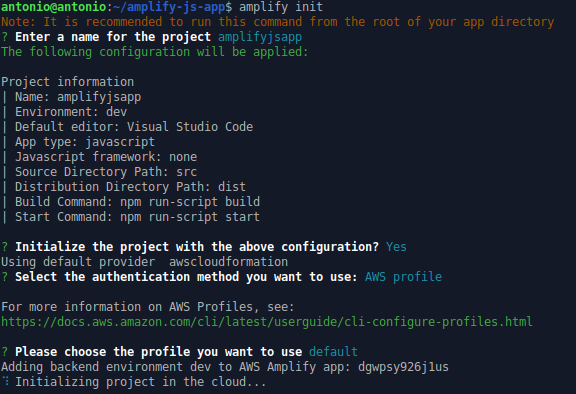 antonio@antonio:~/amplify-js-app$ amplify init
Note: It is recommended to run this command from the root of your app directory
? Enter a name for the project amplifyjsapp
The following configuration will be applied:
Project information
| Name: amplifyjsapp
| Environment: dev
| Default editor: Visual Studio Code
| App type: javascript
| Javascript framework: none
| Source Directory Path: src
| Distribution Directory Path: dist
| Build Command: npm run-script build
| Start Command: npm run-script start
? Initialize the project with the above configuration? Yes
Using default provider  awscloudformation
? Select the authentication method you want to use: AWS profile
For more information on AWS Profiles, see:
https://docs.aws.amazon.com/cli/latest/userguide/cli-configure-profiles.html
? Please choose the profile you want to use default
Adding backend environment dev to AWS Amplify app: dgwpsy926j1us
⠹ Initializing project in the cloud...